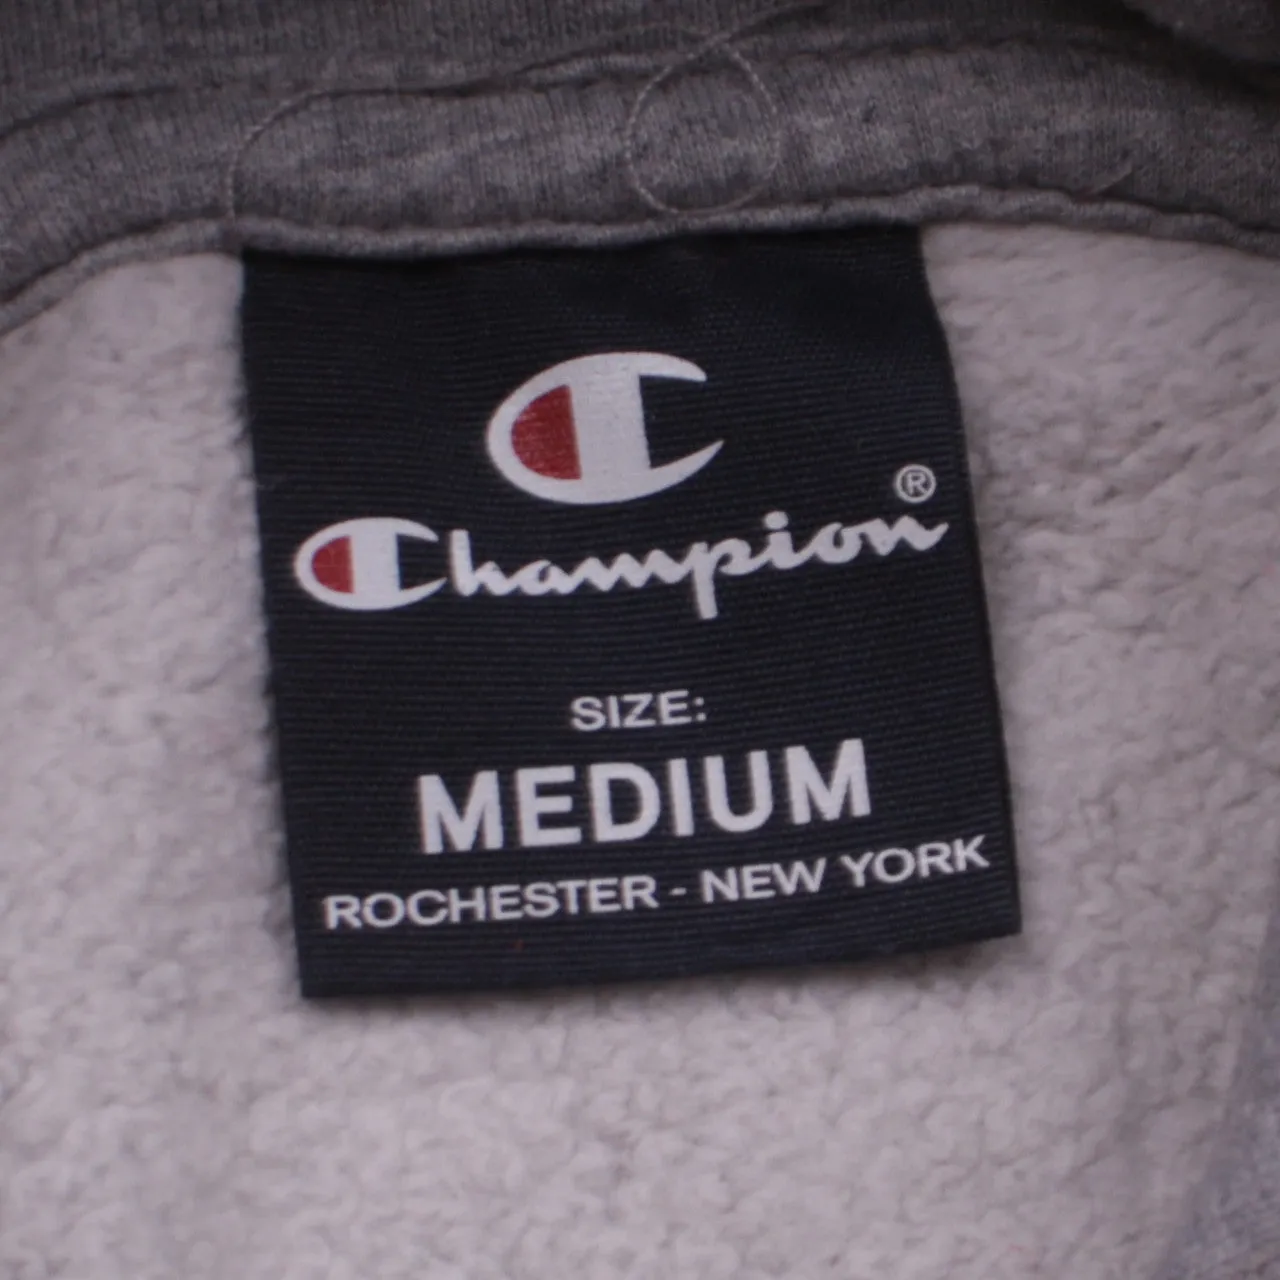 Champion®
SIZE:
MEDIUM
ROCHESTER - NEW YORK